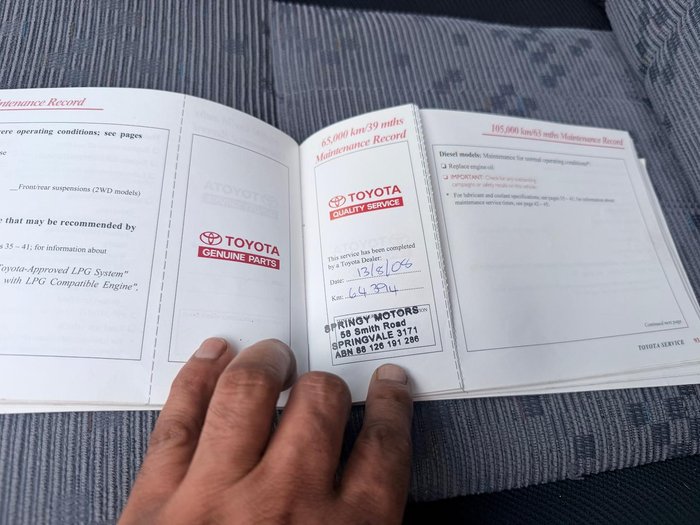 Maintenance Record
operating conditions; see pages
Front/rear suspensions (2WD models)
that may be recommended by
35 – 41; for information about
Toyota-Approved LPG System"
with LPG Compatible Engine".
TOYOTA
GENUINE PARTS
65,000 km/39 mths
Maintenance Record
TOYOTA
QUALITY SERVICE
This service has been completed
by a Toyota Dealer:
Date: 13/8/08
Km: 64394
SPRINGY MOTORS
58 Smith Road
SPRINGVALE 3171
ABN 88 126 191 286
105,000 km/63 mths Maintenance Record
Diesel models: Maintenance for normal operating conditions*.
❑ Replace engine oil.
❑ IMPORTANT: Check for any outstanding
campaigns or safety recalls on this vehicle.
• For lubricant and coolant specifications, see pages 35 – 41; for information about
maintenance service times, see page 42 – 45.
Continued next page
TOYOTA SERVICE